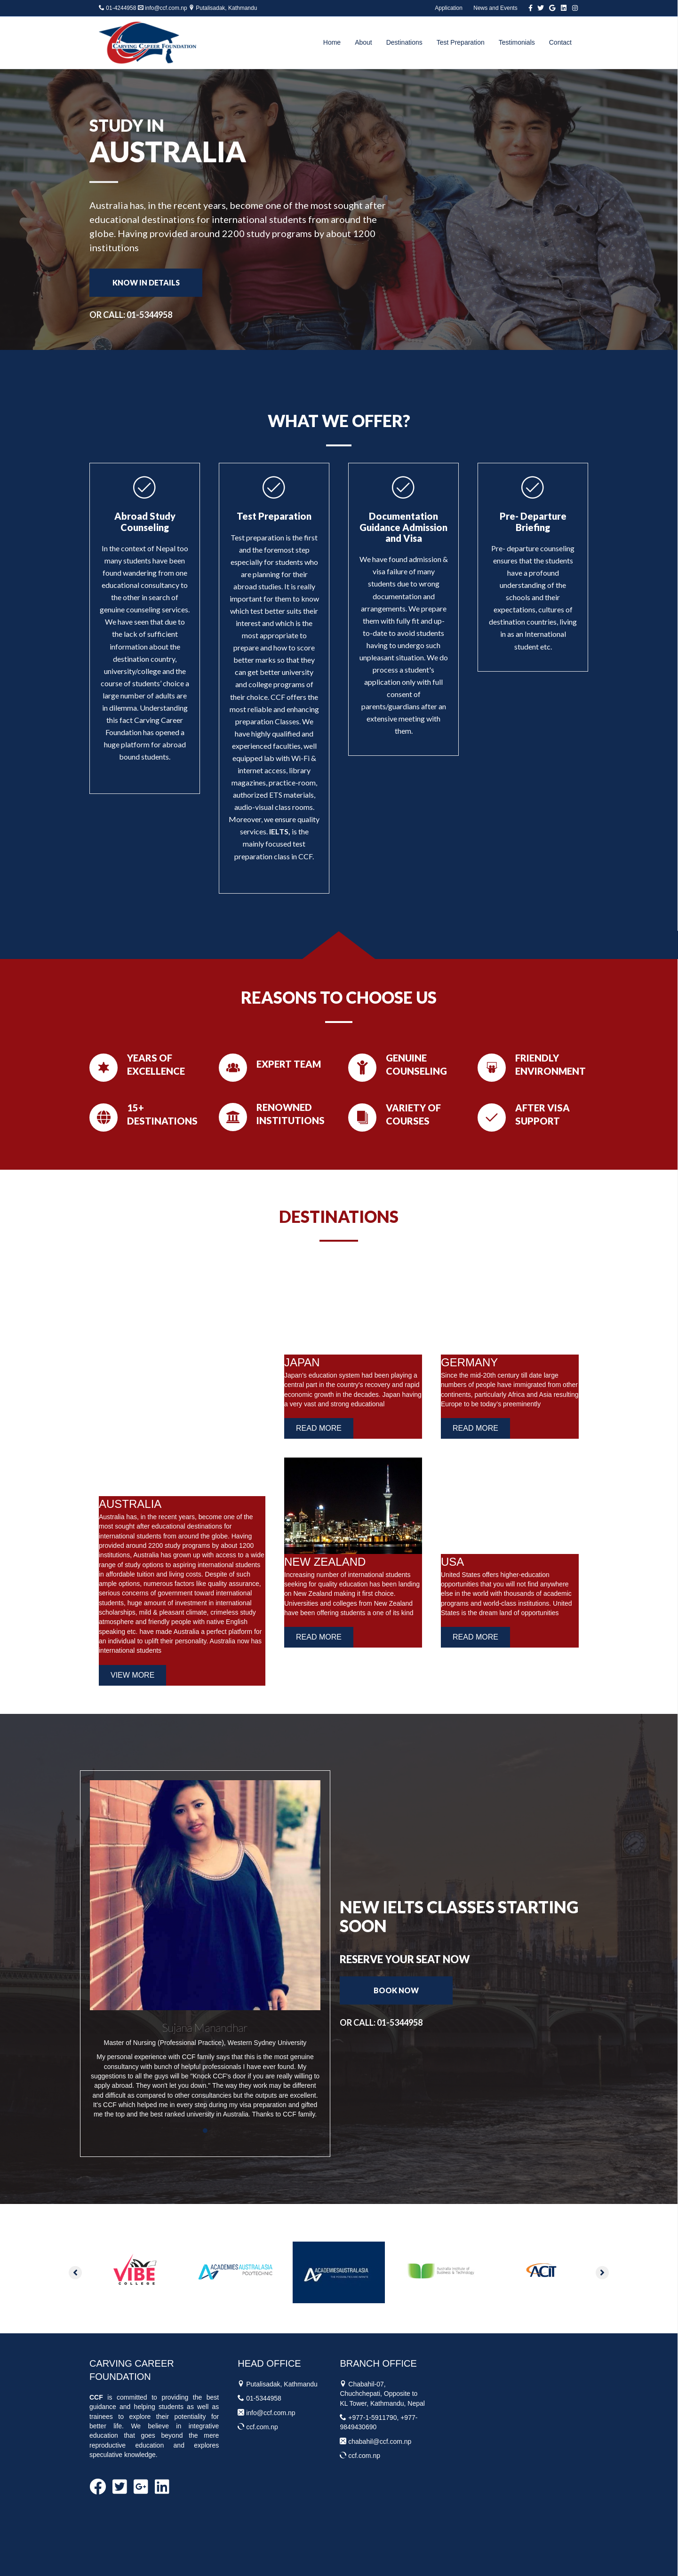 01-4244958 info@ccf.com.np Putalisadak, Kathmandu
Application News and Events
CARVING CAREER FOUNDATION
Home About Destinations Test Preparation Testimonials Contact
STUDY IN
AUSTRALIA
Australia has, in the recent years, become one of the most sought after
educational destinations for international students from around the
globe. Having provided around 2200 study programs by about 1200
institutions
KNOW IN DETAILS
OR CALL: 01-5344958
WHAT WE OFFER?
Abroad Study
Counseling
In the context of Nepal too
many students have been
found wandering from one
educational consultancy to
the other in search of
genuine counseling services.
We have seen that due to
the lack of sufficient
information about the
destination country,
university/college and the
course of students' choice a
large number of adults are
in dilemma. Understanding
this fact Carving Career
Foundation has opened a
huge platform for abroad
bound students.
Test Preparation
Test preparation is the first
and the foremost step
especially for students who
are planning for their
abroad studies. It is really
important for them to know
which test better suits their
interest and which is the
most appropriate to
prepare and how to score
better marks so that they
can get better university
and college programs of
their choice. CCF offers the
most reliable and enhancing
preparation Classes. We
have highly qualified and
experienced faculties, well
equipped lab with Wi-Fi &
internet access, library
magazines, practice-room,
authorized ETS materials,
audio-visual class rooms.
Moreover, we ensure quality
services. IELTS, is the
mainly focused test
preparation class in CCF.
Documentation
Guidance Admission
and Visa
We have found admission &
visa failure of many
students due to wrong
documentation and
arrangements. We prepare
them with fully fit and up-
to-date to avoid students
having to undergo such
unpleasant situation. We do
process a student's
application only with full
consent of
parents/guardians after an
extensive meeting with
them.
Pre- Departure
Briefing
Pre- departure counseling
ensures that the students
have a profound
understanding of the
schools and their
expectations, cultures of
destination countries, living
in as an International
student etc.
REASONS TO CHOOSE US
YEARS OF
EXCELLENCE
EXPERT TEAM
GENUINE
COUNSELING
FRIENDLY
ENVIRONMENT
15+
DESTINATIONS
RENOWNED
INSTITUTIONS
VARIETY OF
COURSES
AFTER VISA
SUPPORT
DESTINATIONS
JAPAN
Japan's education system had been playing a
central part in the country's recovery and rapid
economic growth in the decades. Japan having
a very vast and strong educational
READ MORE
GERMANY
Since the mid-20th century till date large
numbers of people have immigrated from other
continents, particularly Africa and Asia resulting
Europe to be today's preeminently
READ MORE
AUSTRALIA
Australia has, in the recent years, become one of the
most sought after educational destinations for
international students from around the globe. Having
provided around 2200 study programs by about 1200
institutions, Australia has grown up with access to a wide
range of study options to aspiring international students
in affordable tuition and living costs. Despite of such
ample options, numerous factors like quality assurance,
serious concerns of government toward international
students, huge amount of investment in international
scholarships, mild & pleasant climate, crimeless study
atmosphere and friendly people with native English
speaking etc. have made Australia a perfect platform for
an individual to uplift their personality. Australia now has
international students
VIEW MORE
NEW ZEALAND
Increasing number of international students
seeking for quality education has been landing
on New Zealand making it first choice.
Universities and colleges from New Zealand
have been offering students a one of its kind
READ MORE
USA
United States offers higher-education
opportunities that you will not find anywhere
else in the world with thousands of academic
programs and world-class institutions. United
States is the dream land of opportunities
READ MORE
Sujana Manandhar
Master of Nursing (Professional Practice), Western Sydney University
My personal experience with CCF family says that this is the most genuine
consultancy with bunch of helpful professionals I have ever found. My
suggestions to all the guys will be "Knock CCF's door if you are really willing to
apply abroad. They won't let you down." The way they work may be different
and difficult as compared to other consultancies but the outputs are excellent.
It's CCF which helped me in every step during my visa preparation and gifted
me the top and the best ranked university in Australia. Thanks to CCF family.
NEW IELTS CLASSES STARTING
SOON
RESERVE YOUR SEAT NOW
BOOK NOW
OR CALL: 01-5344958
VIBE
COLLEGE
ACADEMIES AUSTRALASIA
POLYTECHNIC
ACADEMIES AUSTRALASIA
Australia Institute of
Business & Technology
ACIT
CARVING CAREER
FOUNDATION
CCF is committed to providing the best
guidance and helping students as well as
trainees to explore their potentiality for
better life. We believe in integrative
education that goes beyond the mere
reproductive education and explores
speculative knowledge.
HEAD OFFICE
Putalisadak, Kathmandu
01-5344958
info@ccf.com.np
ccf.com.np
BRANCH OFFICE
Chabahil-07,
Chuchchepati, Opposite to
KL Tower, Kathmandu, Nepal
+977-1-5911790, +977-
9849430690
chabahil@ccf.com.np
ccf.com.np